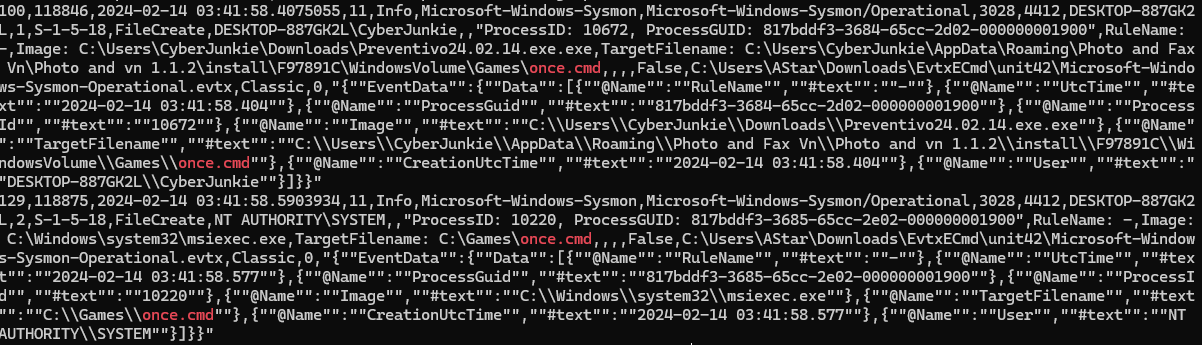 100,118846,2024-02-14 03:41:58.4075055,11,Info,Microsoft-Windows-Sysmon,Microsoft-Windows-Sysmon/Operational,3028,4412,DESKTOP-887GK2
L,1,S-1-5-18,FileCreate,DESKTOP-887GK2L\CyberJunkie,,"ProcessID: 10672, ProcessGUID: 817bddf3-3684-65cc-2d02-000000001900",RuleName:
-,Image: C:\Users\CyberJunkie\Downloads\Preventivo24.02.14.exe.exe,TargetFilename: C:\Users\CyberJunkie\AppData\Roaming\Photo and Fax
Vn\Photo and vn 1.1.2\install\F97891C\WindowsVolume\Games\once.cmd,,,,False,C:\Users\AStar\Downloads\EvtxECmd\unit42\Microsoft-Windo
ws-Sysmon-Operational.evtx,Classic,0,"{""EventData"":{""Data"":[{""@Name"":""RuleName"",""#text"":""-""},{""@Name"":""UtcTime"",""#te
xt"":""2024-02-14 03:41:58.404""},{""@Name"":""ProcessGuid"",""#text"":""817bddf3-3684-65cc-2d02-000000001900""},{""@Name"":""Process
Id"",""#text"":""10672""},{""@Name"":""Image"",""#text"":""C:\\Users\\CyberJunkie\\Downloads\\Preventivo24.02.14.exe.exe""},{""@Name"
":""TargetFilename"",""#text"":""C:\\Users\\CyberJunkie\\AppData\\Roaming\\Photo and Fax Vn\\Photo and vn 1.1.2\\install\\F97891C\\Wi
ndowsVolume\\Games\\once.cmd""},{""@Name"":""CreationUtcTime"",""#text"":""2024-02-14 03:41:58.404""},{""@Name"":""User"",""#text"":"
"DESKTOP-887GK2L\\CyberJunkie""}]}}"
129,118875,2024-02-14 03:41:58.5903934,11,Info,Microsoft-Windows-Sysmon,Microsoft-Windows-Sysmon/Operational,3028,4412,DESKTOP-887GK2
L,2,S-1-5-18,FileCreate,NT AUTHORITY\SYSTEM,,"ProcessID: 10220, ProcessGUID: 817bddf3-3685-65cc-2e02-000000001900",RuleName: -,Image:
C:\Windows\system32\msiexec.exe,TargetFilename: C:\Games\once.cmd,,,,False,C:\Users\AStar\Downloads\EvtxECmd\unit42\Microsoft-Window
s-Sysmon-Operational.evtx,Classic,0,"{""EventData"":{""Data"":[{""@Name"":""RuleName"",""#text"":""-""},{""@Name"":""UtcTime"",""#tex
t"":""2024-02-14 03:41:58.577""},{""@Name"":""ProcessGuid"",""#text"":""817bddf3-3685-65cc-2e02-000000001900""},{""@Name"":""ProcessI
d"",""#text"":""10220""},{""@Name"":""Image"",""#text"":""C:\\Windows\\system32\\msiexec.exe""},{""@Name"":""TargetFilename"",""#text
"":""C:\\Games\\once.cmd""},{""@Name"":""CreationUtcTime"",""#text"":""2024-02-14 03:41:58.577""},{""@Name"":""User"",""#text"":""NT
AUTHORITY\\SYSTEM""}]}}"